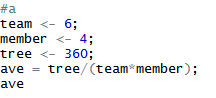 #a
team <- 6;
member <- 4;
tree <- 360;
ave = tree/(team*member);
ave